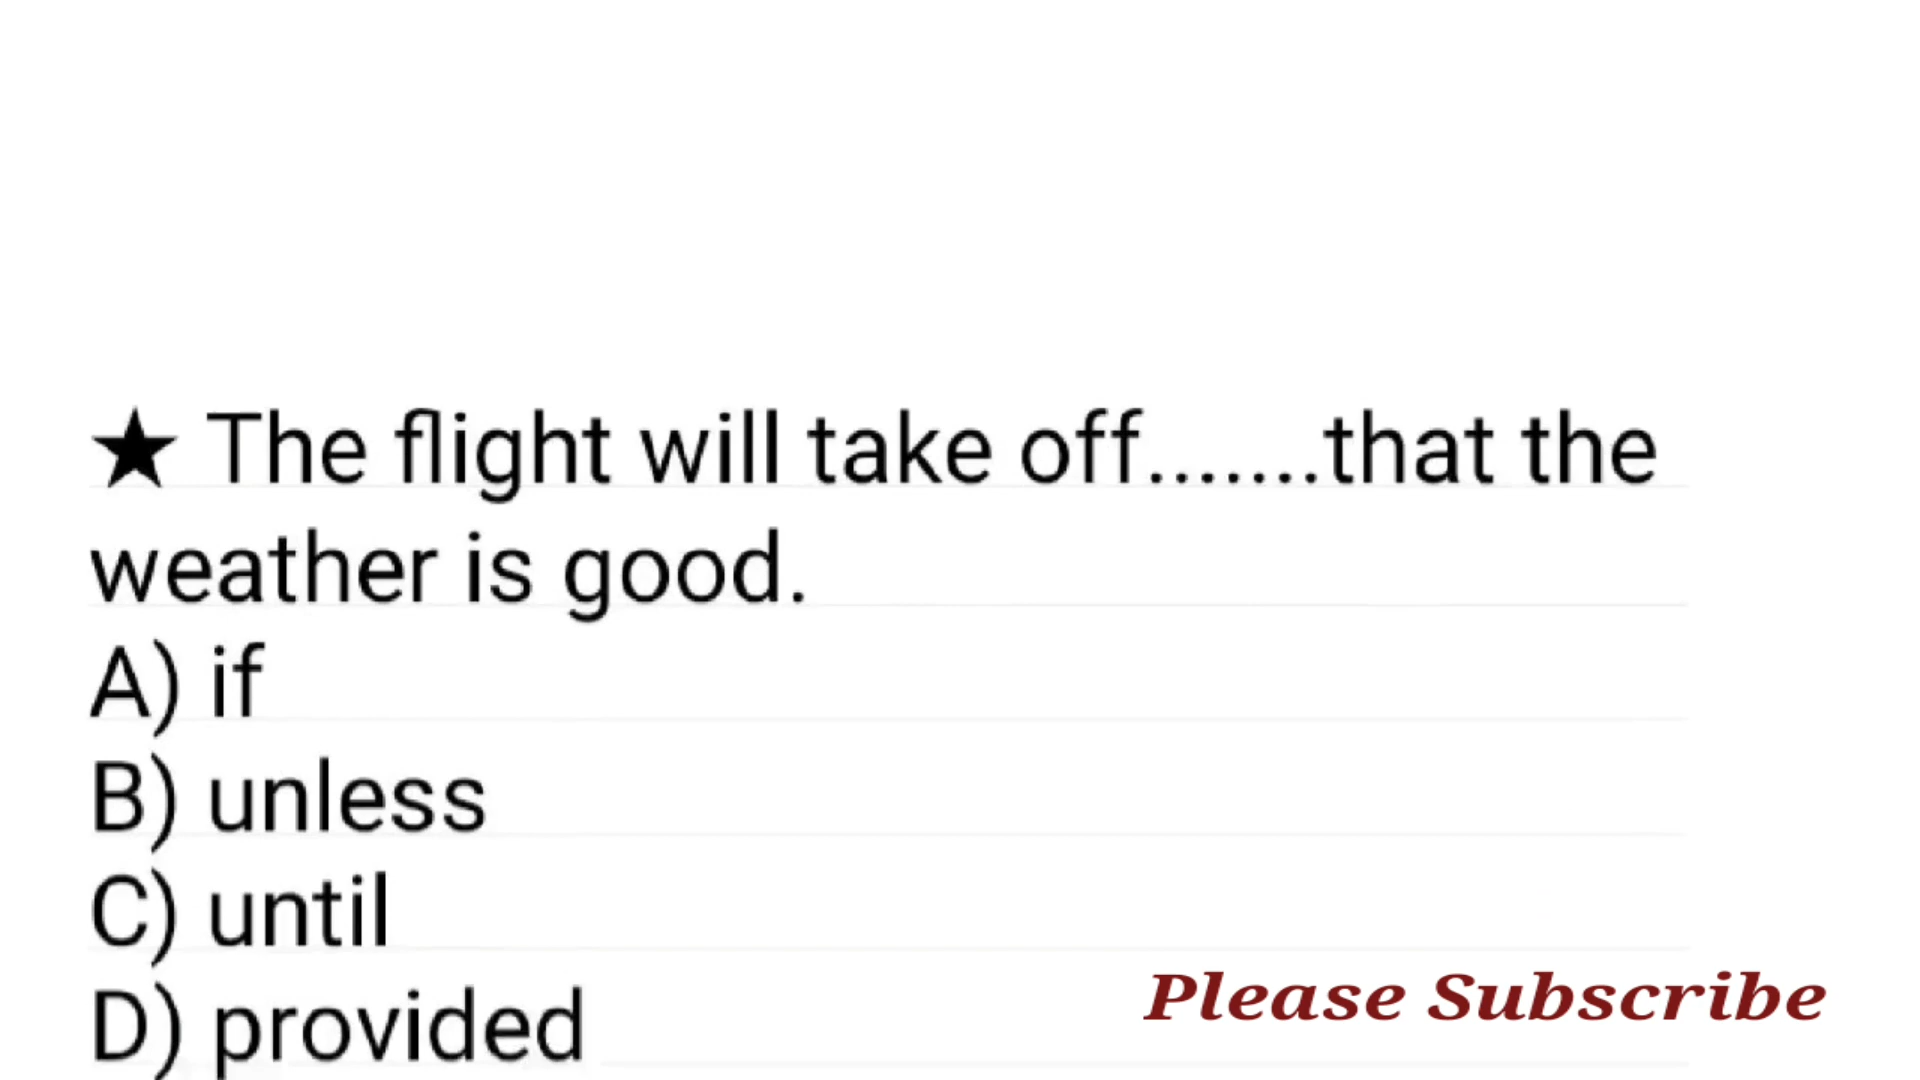 ★ The flight will take off.......that the
weather is good.
A) if
B) unless
C) until
D) provided
Please Subscribe